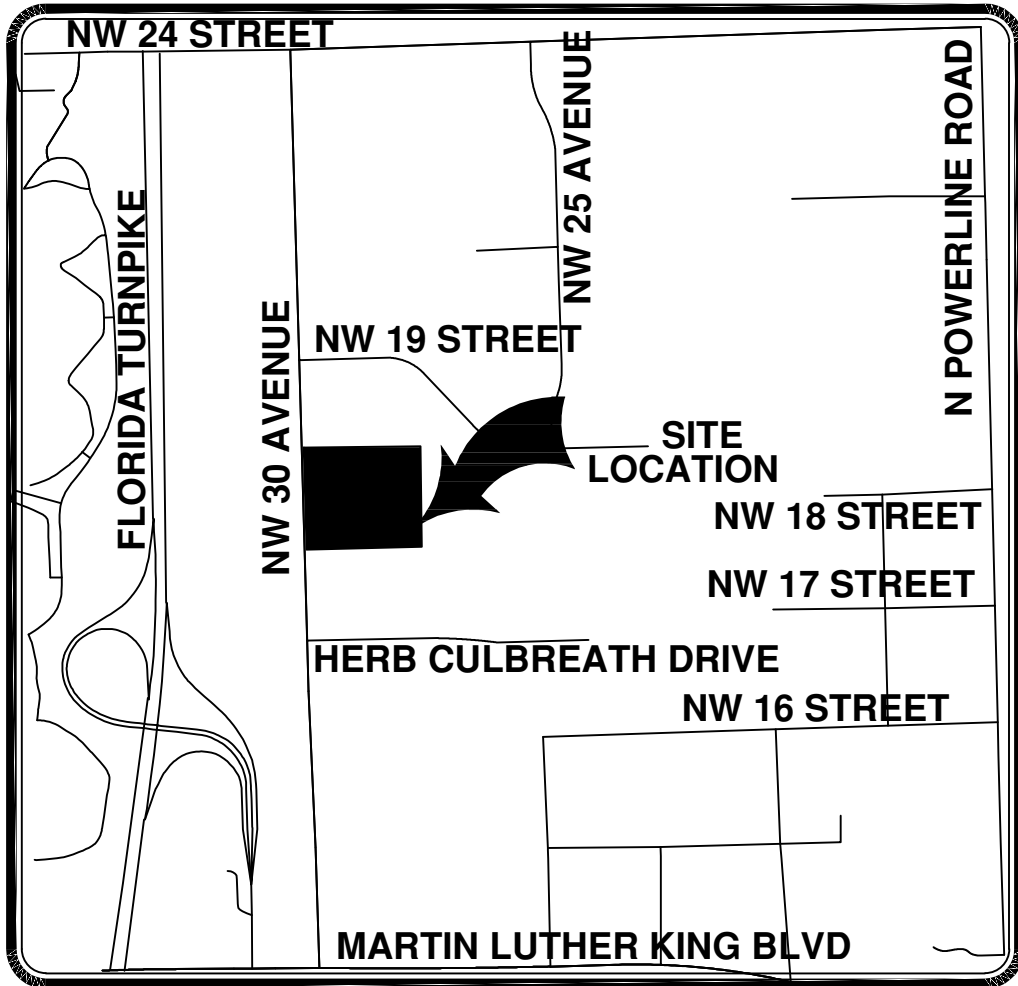 NW 24 STREET
NW 25 AVENUE
N POWERLINE ROAD
FLORIDA TURNPIKE
NW 30 AVENUE
NW 19 STREET
SITE
LOCATION
NW 18 STREET
NW 17 STREET
HERB CULBREATH DRIVE
NW 16 STREET
MARTIN LUTHER KING BLVD